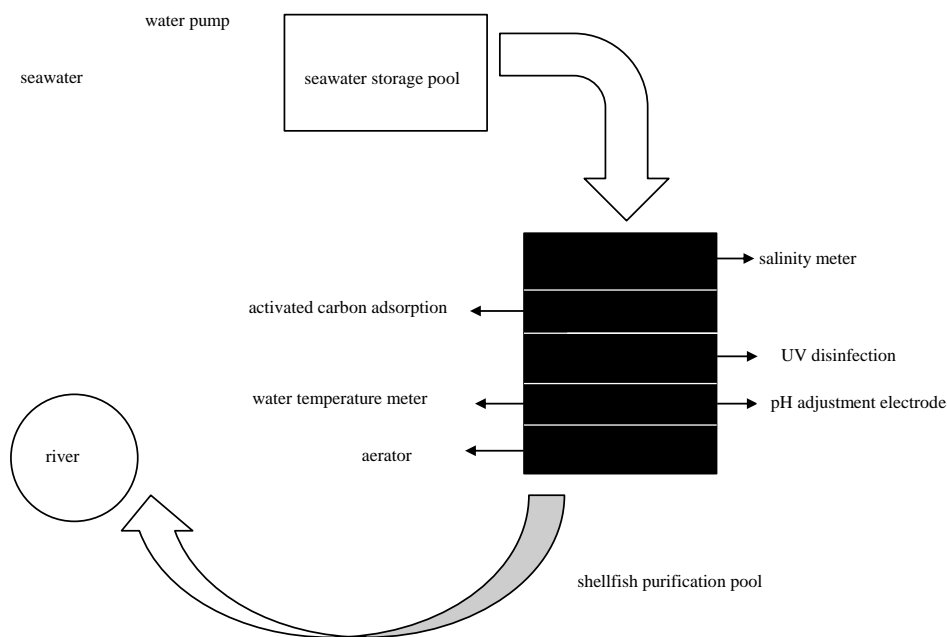 water pump
seawater
seawater storage pool
salinity meter
activated carbon adsorption
UV disinfection
water temperature meter
pH adjustment electrode
aerator
river
shellfish purification pool